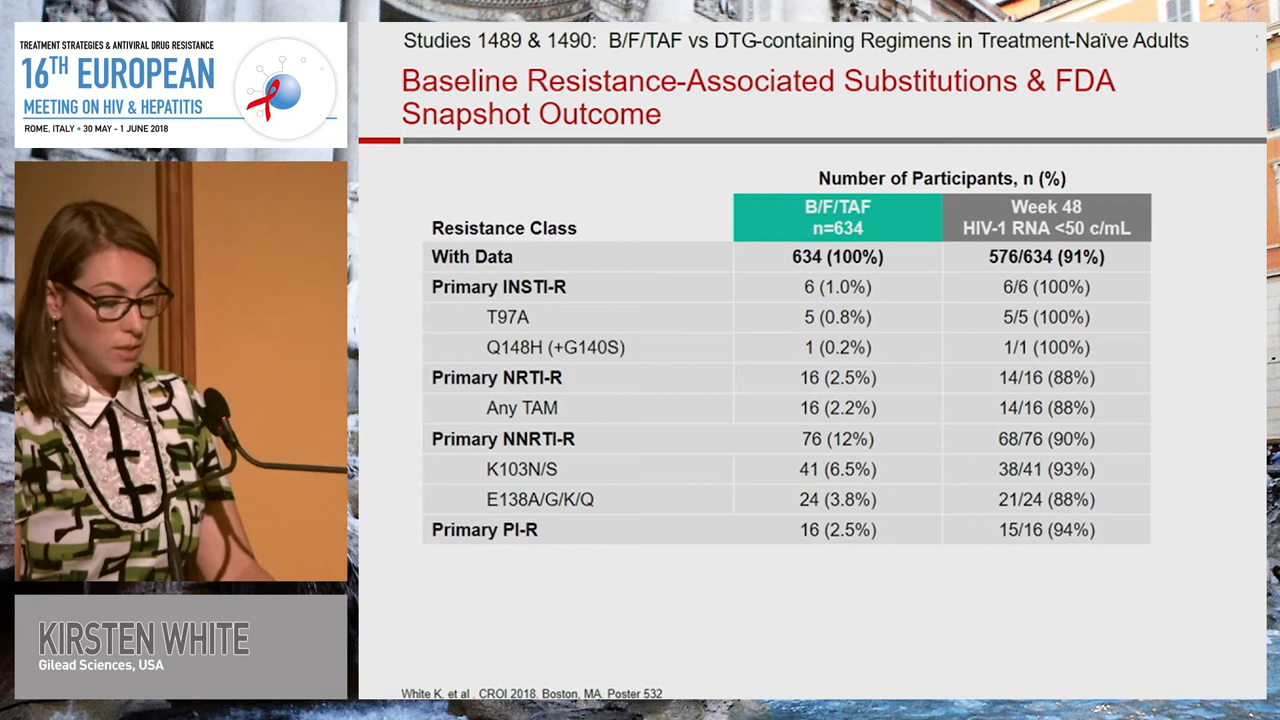 TREATMENT STRATEGIES & ANTIVIRAL DRUG RESISTANCE
16TH EUROPEAN
MEETING ON HIV & HEPATITIS
ROME, ITALY • 30 MAY - 1 JUNE 2018
KIRSTEN WHITE
Gilead Sciences, USA
Studies 1489 & 1490: B/F/TAF vs DTG-containing Regimens in Treatment-Naïve Adults
Baseline Resistance-Associated Substitutions & FDA
Snapshot Outcome
Number of Participants, n (%)
Resistance Class B/F/TAF n=634 Week 48 HIV-1 RNA <50 c/mL
With Data 634 (100%) 576/634 (91%)
Primary INSTI-R 6 (1.0%) 6/6 (100%)
T97A 5 (0.8%) 5/5 (100%)
Q148H (+G140S) 1 (0.2%) 1/1 (100%)
Primary NRTI-R 16 (2.5%) 14/16 (88%)
Any TAM 16 (2.2%) 14/16 (88%)
Primary NNRTI-R 76 (12%) 68/76 (90%)
K103N/S 41 (6.5%) 38/41 (93%)
E138A/G/K/Q 24 (3.8%) 21/24 (88%)
Primary PI-R 16 (2.5%) 15/16 (94%)
White K, et al. CROI 2018. Boston, MA. Poster 532